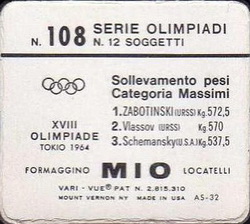 N. 108 SERIE OLIMPIADI
N. 12 SOGGETTI
XVIII
OLIMPIADE
TOKIO 1964
Sollevamento pesi
Categoria Massimi
1.ZABOTINSKI(URSS)Kg.572,5
2.Vlassov (URSS) Kg 570
3.Schemansky(U.S.A.)Kg.537,5
FORMAGGINO MIO LOCATELLI
VARI - VUE® PAT N. 2,815,310
MOUNT VERNON NY MADE IN USA AS-32